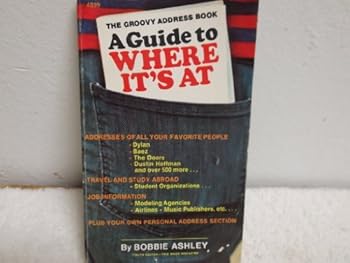 4899
THE GROOVY ADDRESS BOOK
A Guide to
WHERE
IT'S AT
ADDRESSES OF ALL YOUR FAVORITE PEOPLE
- Dylan
- Baez
- The Doors
- Dustin Hoffman
and over 500 more . . .
TRAVEL AND STUDY ABROAD
- Student Organizations . . .
JOB INFORMATION
- Modeling Agencies
- Airlines - Music Publishers, etc. . . .
PLUS YOUR OWN PERSONAL ADDRESS SECTION
By BOBBIE ASHLEY